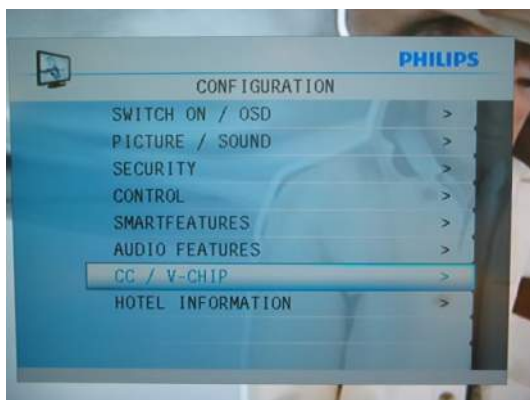 PHILIPS
CONFIGURATION
SWITCH ON / OSD >
PICTURE / SOUND >
SECURITY >
CONTROL >
SMARTFEATURES >
AUDIO FEATURES >
CC / V-CHIP >
HOTEL INFORMATION >